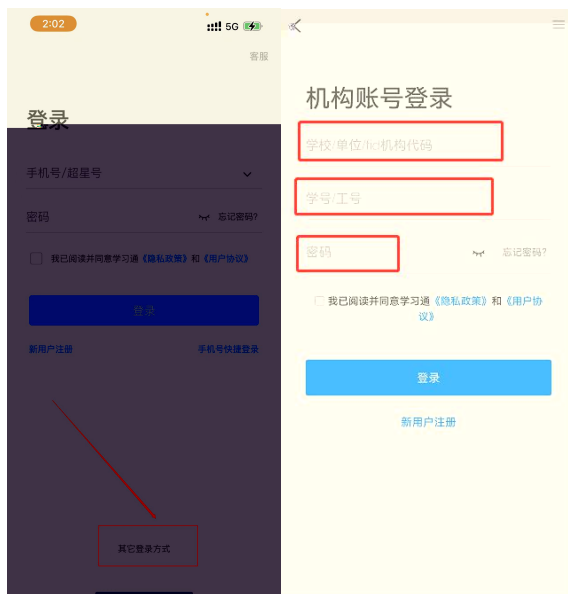 2:02
5G
客服
登录
手机号/超星号
密码
忘记密码?
我已阅读并同意学习通《隐私政策》和《用户协议》
登录
新用户注册
手机号快捷登录
其它登录方式
机构账号登录
学校/单位/fid机构代码
学号/工号
密码
忘记密码?
我已阅读并同意学习通《隐私政策》和《用户协
议》
登录
新用户注册